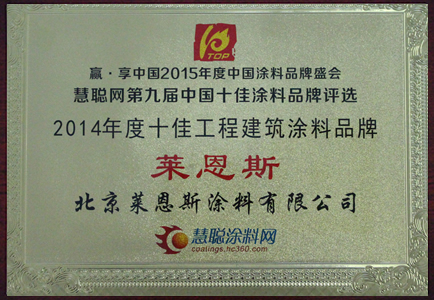 TOP
赢·享中国2015年度中国涂料品牌盛会
慧聪网第九届中国十佳涂料品牌评选
2014年度十佳工程建筑涂料品牌
莱恩斯
北京莱恩斯涂料有限公司
慧聪涂料网
coatings.hc360.com